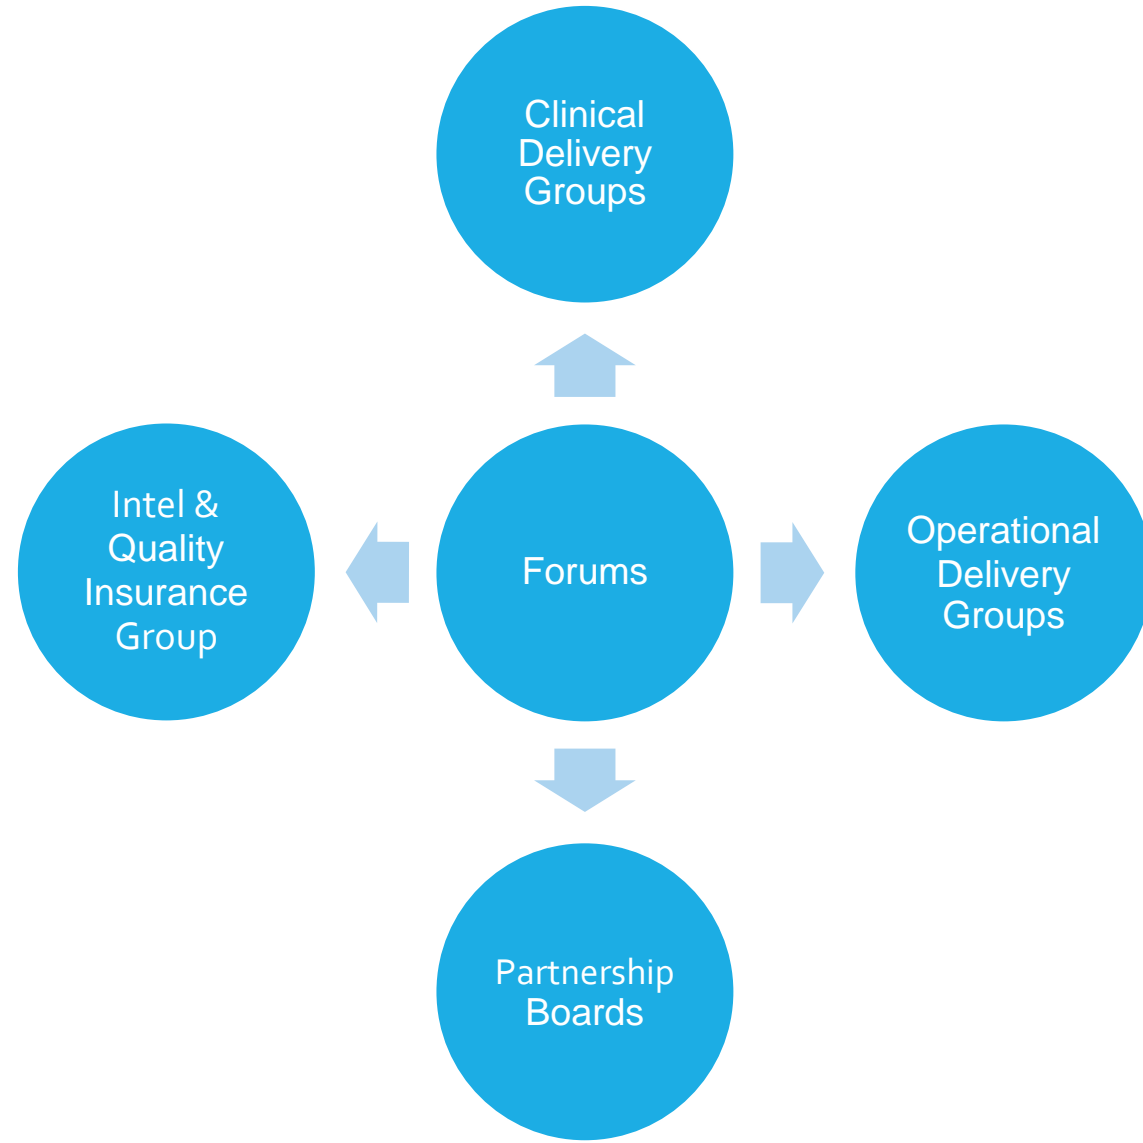 Clinical
Delivery
Groups
Intel &
Quality
Insurance
Group
Forums
Operational
Delivery
Groups
Partnership
Boards